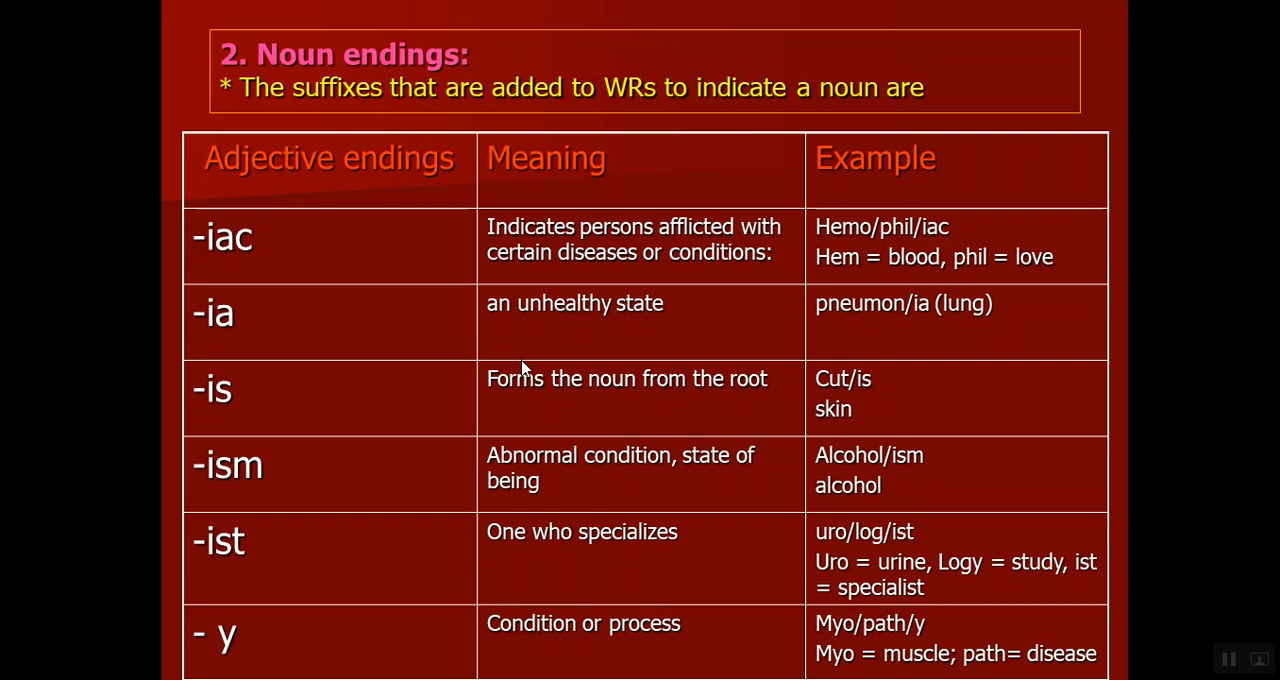 2. Noun endings:
* The suffixes that are added to WRs to indicate a noun are
Adjective endings
Meaning
Example
-iac
Indicates persons afflicted with
certain diseases or conditions:
Hemo/phil/iac
Hem = blood, phil = love
-ia
an unhealthy state
pneumon/ia (lung)
-is
Forms the noun from the root
Cut/is
skin
-ism
Abnormal condition, state of
being
Alcohol/ism
alcohol
-ist
One who specializes
uro/log/ist
Uro = urine, Logy = study, ist
= specialist
- y
Condition or process
Myo/path/y
Myo = muscle; path= disease